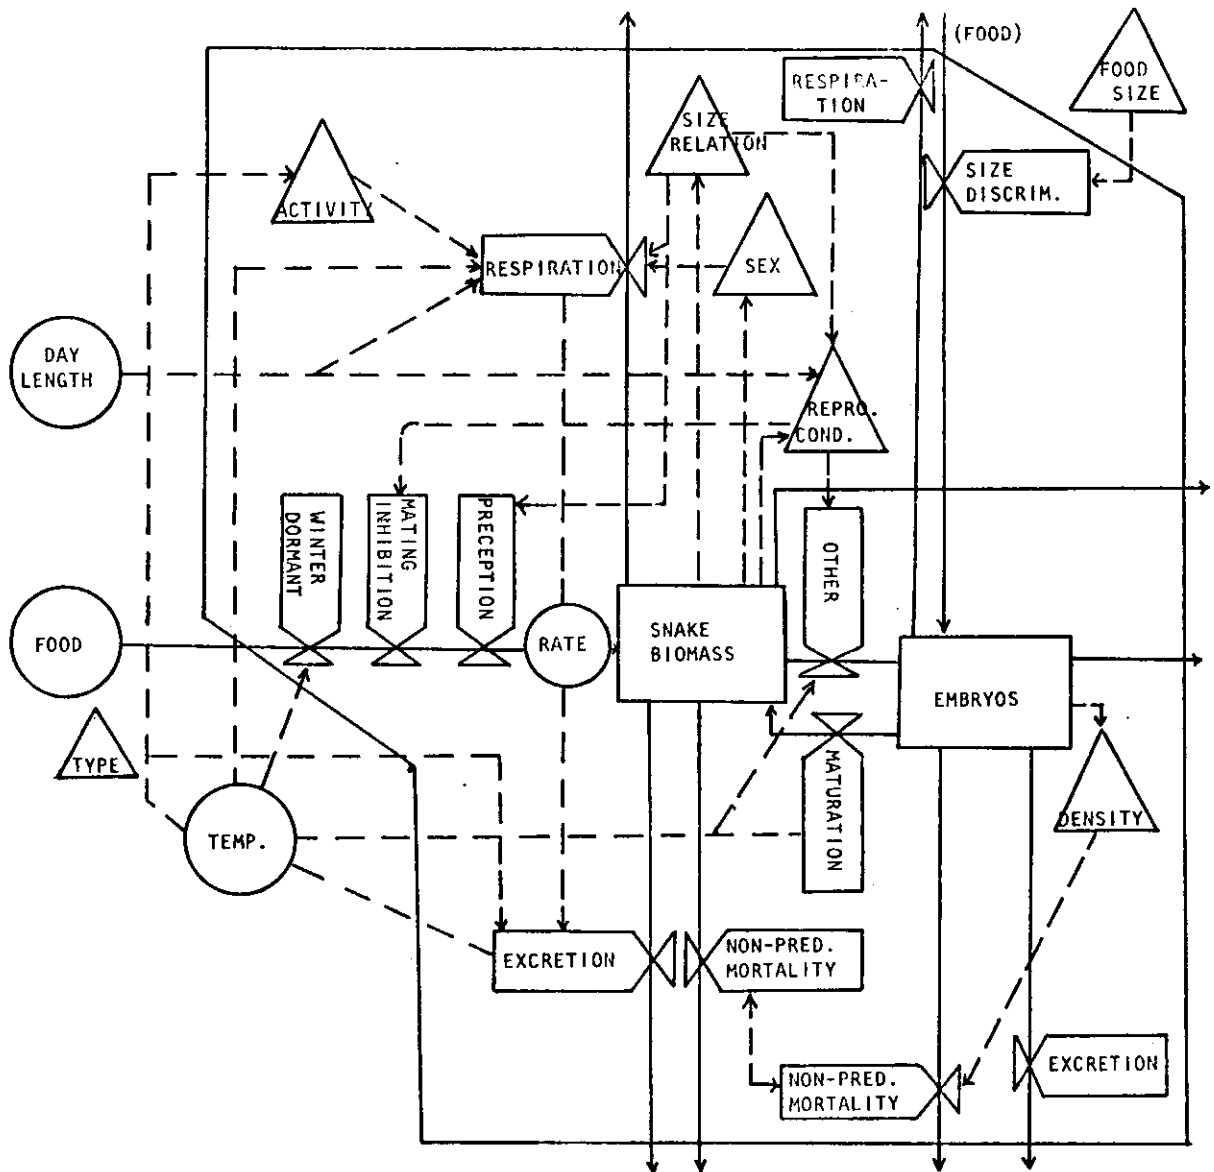 (FOOD)
RESPIRA-
TION
FOOD
SIZE
SIZE
RELATION
ACTIVITY
SIZE
DISCRIM.
RESPIRATION
SEX
DAY
LENGTH
REPRO.
COND.
WINTER
DORMANT
MATING
INHIBITION
PRECEPTION
OTHER
FOOD
RATE
SNAKE
BIOMASS
EMBRYOS
TYPE
MATURATION
DENSITY
TEMP.
EXCRETION
NON-PRED.
MORTALITY
NON-PRED.
MORTALITY
EXCRETION